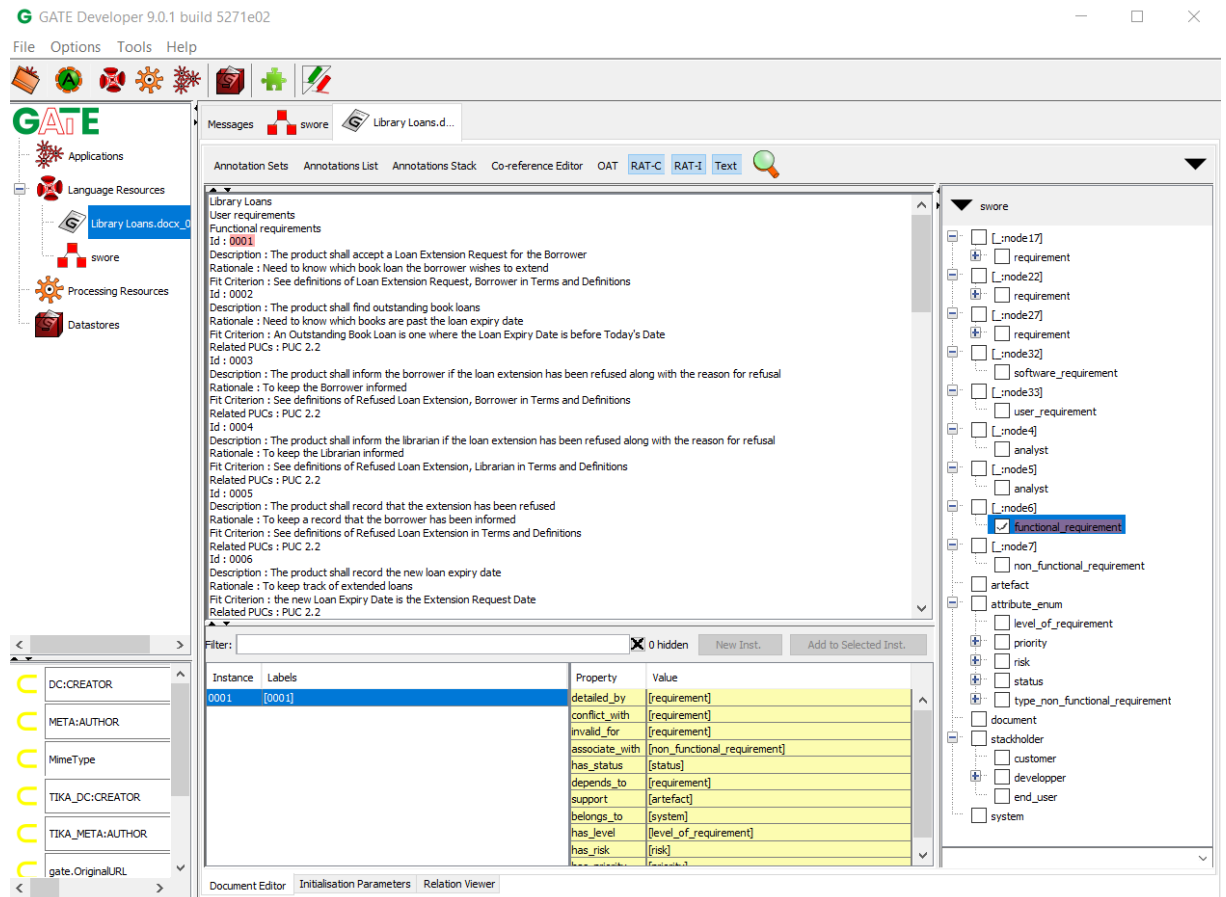 GATE Developer 9.0.1 build 5271e02
File Options Tools Help
GATE
Applications
Language Resources
Library Loans.docx_0
swore
Processing Resources
Datastores
Messages swore Library Loans.d...
Annotation Sets Annotations List Annotations Stack Co-reference Editor OAT RAT-C RAT-I Text
Library Loans
User requirements
Functional requirements
Id : 0001
Description : The product shall accept a Loan Extension Request for the Borrower
Rationale : Need to know which book loan the borrower wishes to extend
Fit Criterion : See definitions of Loan Extension Request, Borrower in Terms and Definitions
Id : 0002
Description : The product shall find outstanding book loans
Rationale : Need to know which books are past the loan expiry date
Fit Criterion : An Outstanding Book Loan is one where the Loan Expiry Date is before Today's Date
Related PUCs : PUC 2.2
Id : 0003
Description : The product shall inform the borrower if the loan extension has been refused along with the reason for refusal
Rationale : To keep the Borrower informed
Fit Criterion : See definitions of Refused Loan Extension, Borrower in Terms and Definitions
Related PUCs : PUC 2.2
Id : 0004
Description : The product shall inform the librarian if the loan extension has been refused along with the reason for refusal
Rationale : To keep the Librarian informed
Fit Criterion : See definitions of Refused Loan Extension, Librarian in Terms and Definitions
Related PUCs : PUC 2.2
Id : 0005
Description : The product shall record that the extension has been refused
Rationale : To keep a record that the borrower has been informed
Fit Criterion : See definitions of Refused Loan Extension in Terms and Definitions
Related PUCs : PUC 2.2
Id : 0006
Description : The product shall record the new loan expiry date
Rationale : To keep track of extended loans
Fit Criterion : the new Loan Expiry Date is the Extension Request Date
Related PUCs : PUC 2.2
Filter: 0 hidden New Inst. Add to Selected Inst.
Instance Labels Property Value
0001 [0001] detailed_by [requirement]
conflict_with [requirement]
invalid_for [requirement]
associate_with [non_functional_requirement]
has_status [status]
depends_to [requirement]
support [artefact]
belongs_to [system]
has_level [level_of_requirement]
has_risk [risk]
has_priority [priority]
swore
[_:node17]
requirement
[_:node22]
requirement
[_:node27]
requirement
[_:node32]
software_requirement
[_:node33]
user_requirement
[_:node4]
analyst
[_:node5]
analyst
[_:node6]
functional_requirement
[_:node7]
non_functional_requirement
artefact
attribute_enum
level_of_requirement
priority
risk
status
type_non_functional_requirement
document
stackholder
customer
developper
end_user
system
DC:CREATOR
META:AUTHOR
MimeType
TIKA_DC:CREATOR
TIKA_META:AUTHOR
gate.OriginalURL
Document Editor Initialisation Parameters Relation Viewer